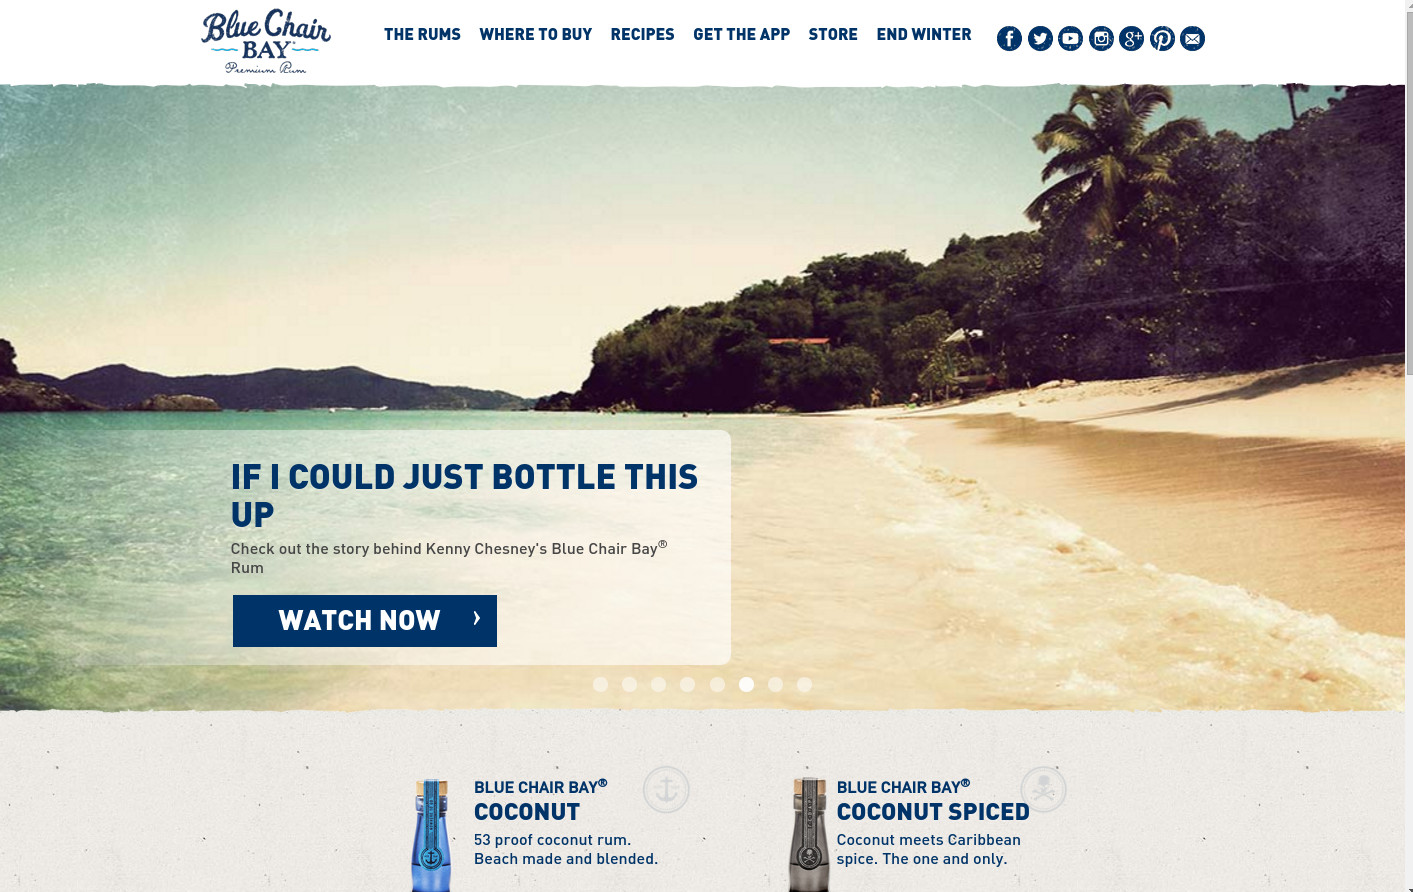 Blue Chair
BAY
Premium Rum
THE RUMS WHERE TO BUY RECIPES GET THE APP STORE END WINTER
IF I COULD JUST BOTTLE THIS
UP
Check out the story behind Kenny Chesney's Blue Chair Bay®
Rum
WATCH NOW ›
BLUE CHAIR BAY®
COCONUT
53 proof coconut rum.
Beach made and blended.
BLUE CHAIR BAY®
COCONUT SPICED
Coconut meets Caribbean
spice. The one and only.